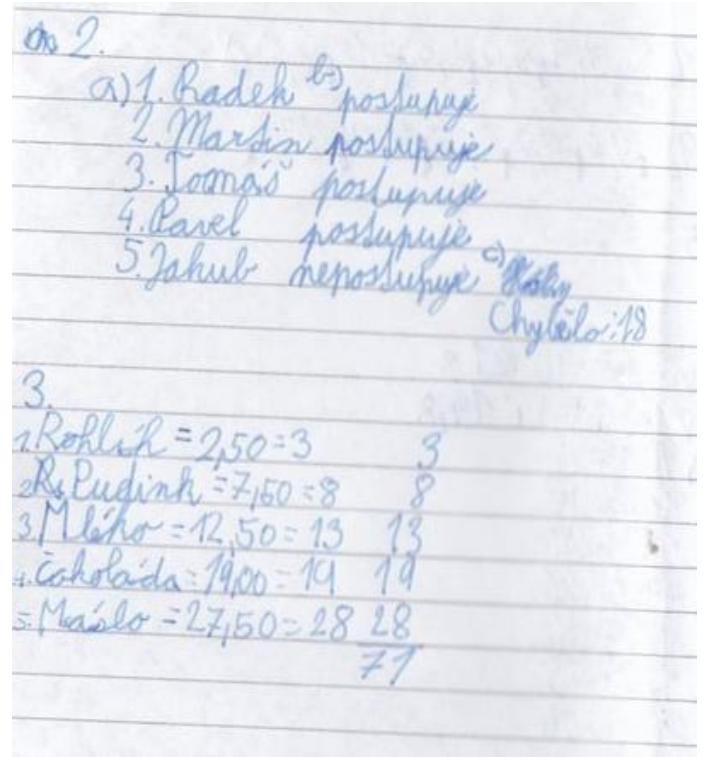 2.
a) 1. Radek b) postupuje
2. Martin postupuje
3. Tomáš postupuje
4. Pavel postupuje
5. Jakub nepostupuje c)
Chybělo: 18
3.
1. Rohlík = 2,50 = 3 3
2. Pudink = 7,50 = 8 8
3. Mléko = 12,50 = 13 13
4. čokoláda = 19,00 = 19 19
5. Máslo = 27,50 = 28 28
71